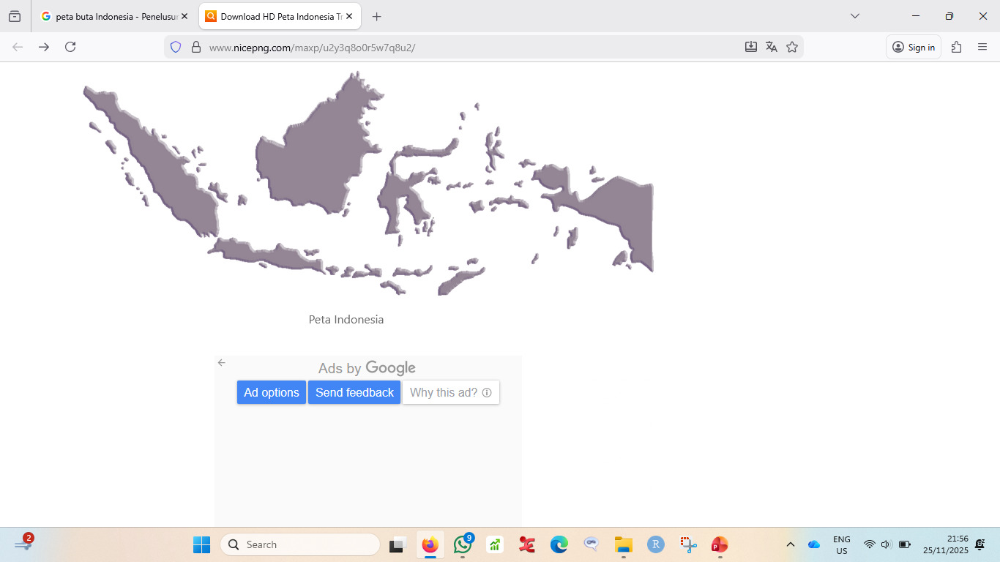 peta buta Indonesia - Penelusur
Download HD Peta Indonesia Tr
www.nicepng.com/maxp/u2y3q8o0r5w7q8u2/
Sign in
Peta Indonesia
Ads by Google
Ad options
Send feedback
Why this ad?
2
Search
9
R
P
ENG
US
21:56
25/11/2025